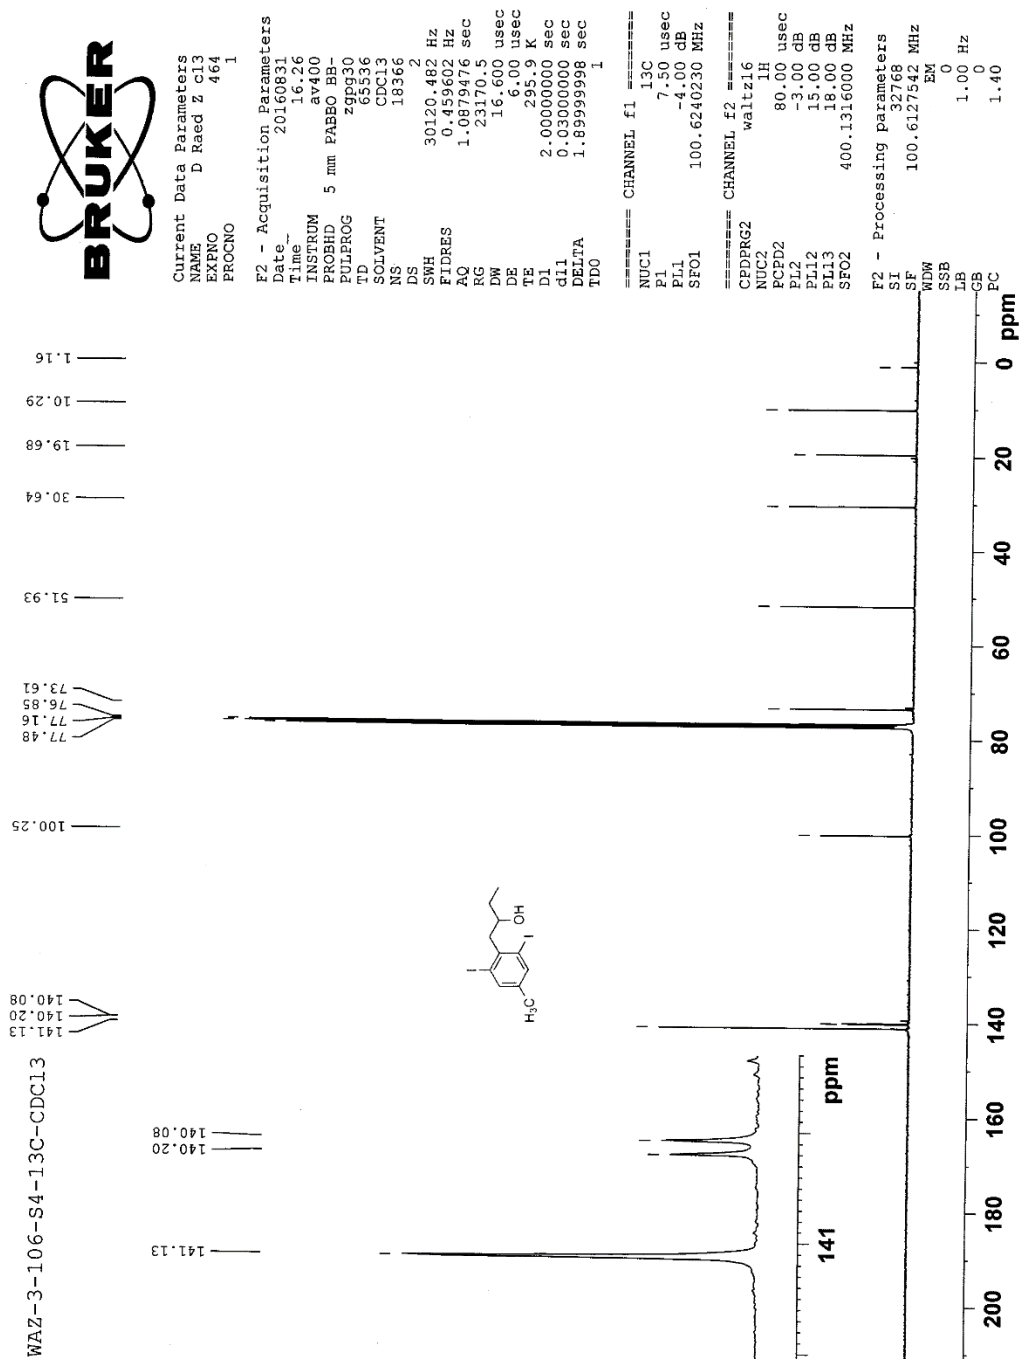 WAZ-3-106-S4-13C-CDCl3
141.13
140.20
140.08
100.25
77.48
77.16
76.85
73.61
51.93
30.64
19.68
10.29
1.16
BRUKER
Current Data Parameters
NAME D Raed Z c13
EXPNO 464
PROCNO 1
F2 - Acquisition Parameters
Date_ 20160831
Time 16.26
INSTRUM av400
PROBHD 5 mm PABBO BB-
PULPROG zgpg30
TD 65536
SOLVENT CDCl3
NS 18366
DS 2
SWH 30120.482 Hz
FIDRES 0.459602 Hz
AQ 1.0879476 sec
RG 23170.5
DW 16.600 usec
DE 6.00 usec
TE 295.9 K
D1 2.00000000 sec
d11 0.03000000 sec
DELTA 1.89999998 sec
TD0 1
======== CHANNEL f1 ========
NUC1 13C
P1 7.50 usec
PL1 -4.00 dB
SFO1 100.6240230 MHz
======== CHANNEL f2 ========
CPDPRG2 waltz16
NUC2 1H
PCPD2 80.00 usec
PL2 -3.00 dB
PL12 15.00 dB
PL13 18.00 dB
SFO2 400.1316000 MHz
F2 - Processing parameters
SI 32768
SF 100.6127542 MHz
WDW EM
SSB 0
LB 1.00 Hz
GB 0
PC 1.40
141.13
140.20
140.08
141 ppm
H3C
I
I
OH
200 180 160 140 120 100 80 60 40 20 0 ppm